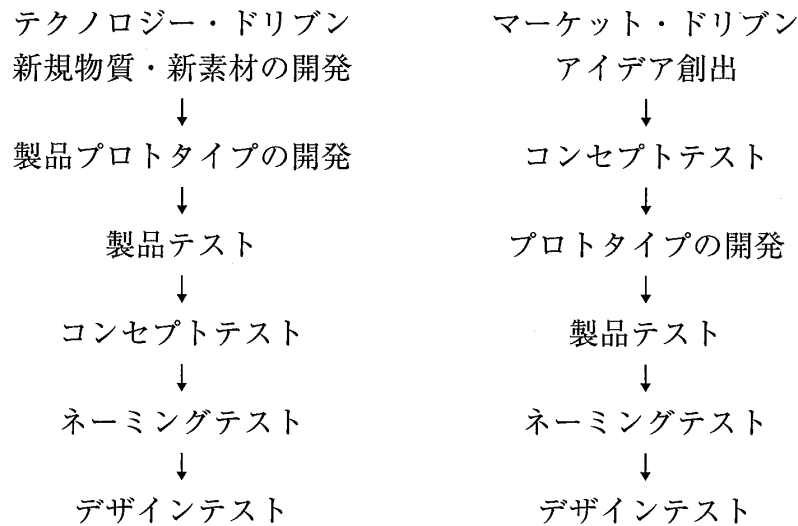 テクノロジー・ドリブン
新規物質・新素材の開発
↓
製品プロトタイプの開発
↓
製品テスト
↓
コンセプトテスト
↓
ネーミングテスト
↓
デザインテスト
マーケット・ドリブン
アイデア創出
↓
コンセプトテスト
↓
プロトタイプの開発
↓
製品テスト
↓
ネーミングテスト
↓
デザインテスト